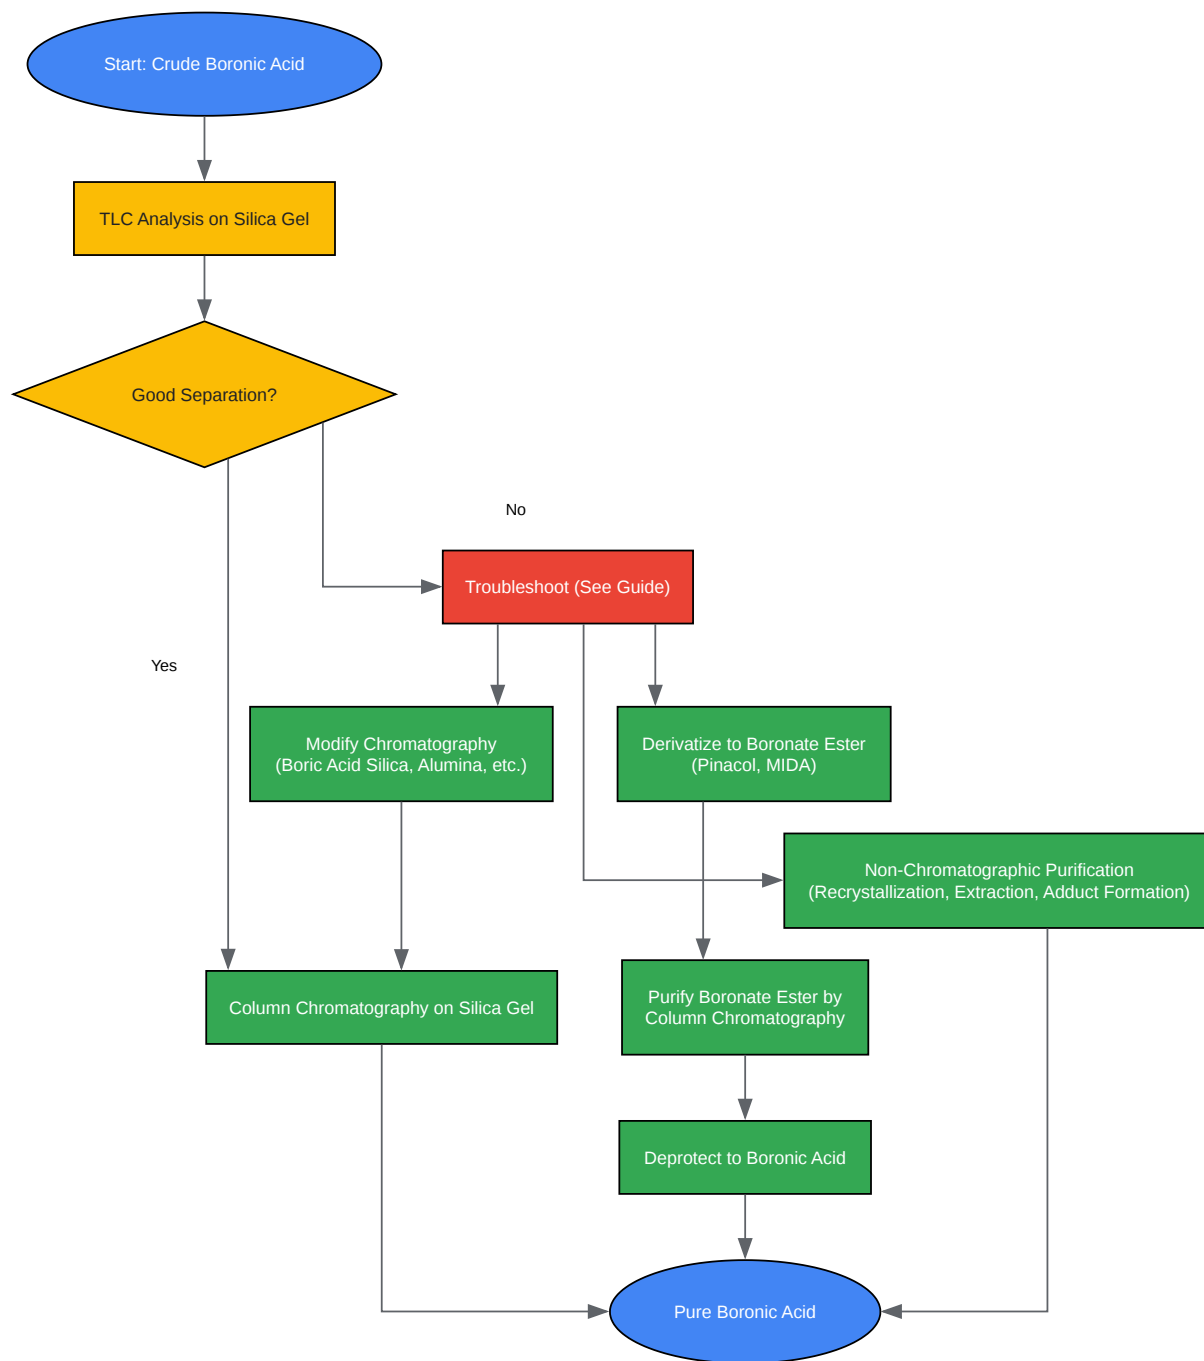 Start: Crude Boronic Acid
TLC Analysis on Silica Gel
Good Separation?
No
Troubleshoot (See Guide)
Yes
Modify Chromatography
(Boric Acid Silica, Alumina, etc.)
Derivatize to Boronate Ester
(Pinacol, MIDA)
Non-Chromatographic Purification
(Recrystallization, Extraction, Adduct Formation)
Column Chromatography on Silica Gel
Purify Boronate Ester by
Column Chromatography
Deprotect to Boronic Acid
Pure Boronic Acid